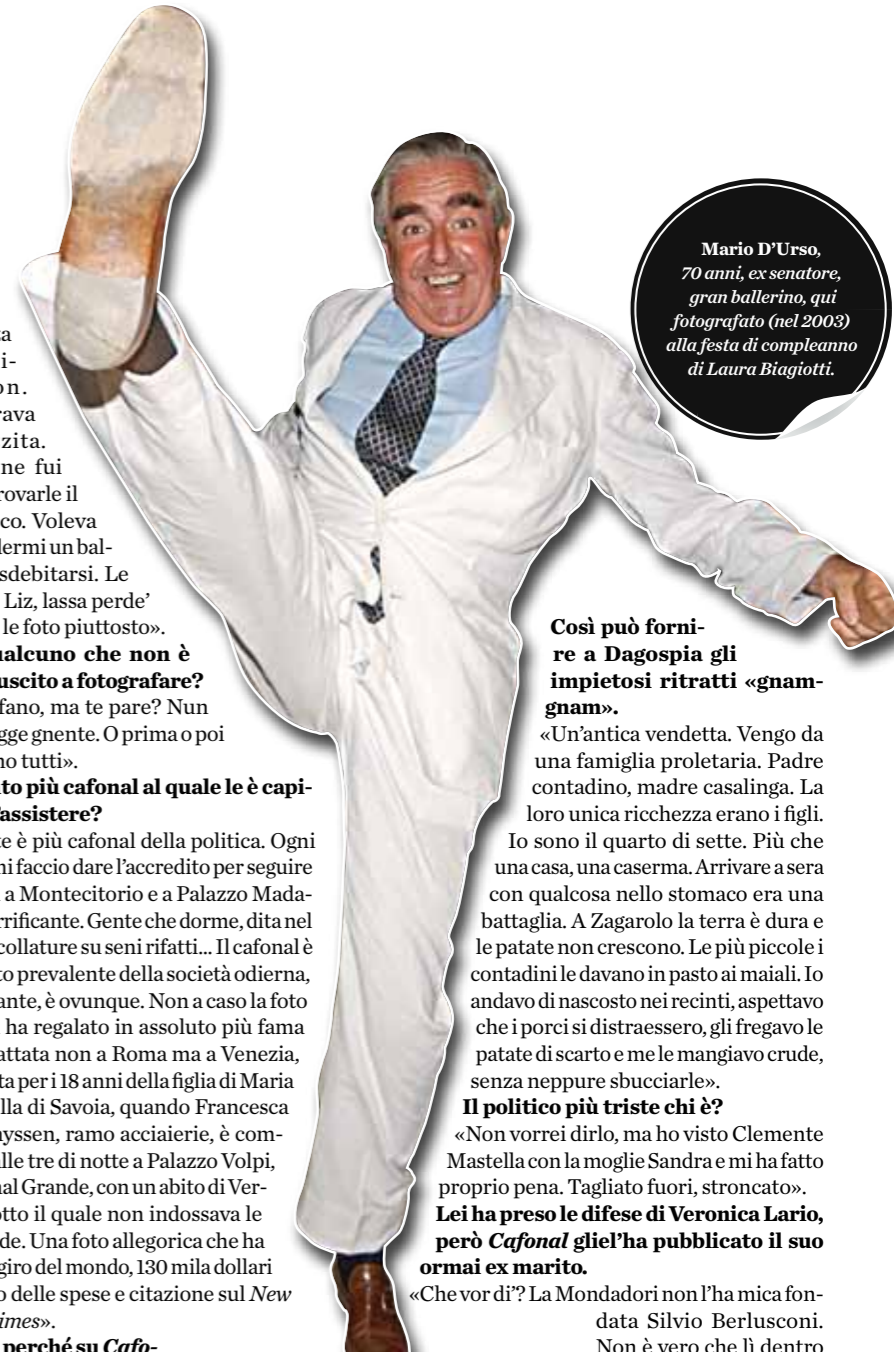 za
i-
on.
rava
zita.
ne fui
rovarle il
co. Voleva
dermi un bal-
sdebitarsi. Le
Liz, lassa perde'
le foto piuttosto».
ualcuno che non è
uscito a fotografare?
fano, ma te pare? Nun
gge gnente. O prima o poi
no tutti».
to più cafonal al quale le è capi-
'assistere?
te è più cafonal della politica. Ogni
ni faccio dare l'accredito per seguire
a Montecitorio e a Palazzo Mada-
rrificante. Gente che dorme, dita nel
collature su seni rifatti... Il cafonal è
to prevalente della società odierna,
ante, è ovunque. Non a caso la foto
ha regalato in assoluto più fama
attata non a Roma ma a Venezia,
ta per i 18 anni della figlia di Maria
lla di Savoia, quando Francesca
yssen, ramo acciaierie, è com-
lle tre di notte a Palazzo Volpi,
nal Grande, con un abito di Ver-
otto il quale non indossava le
de. Una foto allegorica che ha
giro del mondo, 130 mila dollari
o delle spese e citazione sul New
imes».
perché su Cafo-
Mario D'Urso,
70 anni, ex senatore,
gran ballerino, qui
fotografato (nel 2003)
alla festa di compleanno
di Laura Biagiotti.
Così può forni-
re a Dagospia gli
impietosi ritratti «gnam-
gnam».
«Un'antica vendetta. Vengo da
una famiglia proletaria. Padre
contadino, madre casalinga. La
loro unica ricchezza erano i figli.
Io sono il quarto di sette. Più che
una casa, una caserma. Arrivare a sera
con qualcosa nello stomaco era una
battaglia. A Zagarolo la terra è dura e
le patate non crescono. Le più piccole i
contadini le davano in pasto ai maiali. Io
andavo di nascosto nei recinti, aspettavo
che i porci si distraessero, gli fregavo le
patate di scarto e me le mangiavo crude,
senza neppure sbucciarle».
Il politico più triste chi è?
«Non vorrei dirlo, ma ho visto Clemente
Mastella con la moglie Sandra e mi ha fatto
proprio pena. Tagliato fuori, stroncato».
Lei ha preso le difese di Veronica Lario,
però Cafonal gliel'ha pubblicato il suo
ormai ex marito.
«Che vor di'? La Mondadori non l'ha mica fon-
data Silvio Berlusconi.
Non è vero che lì dentro